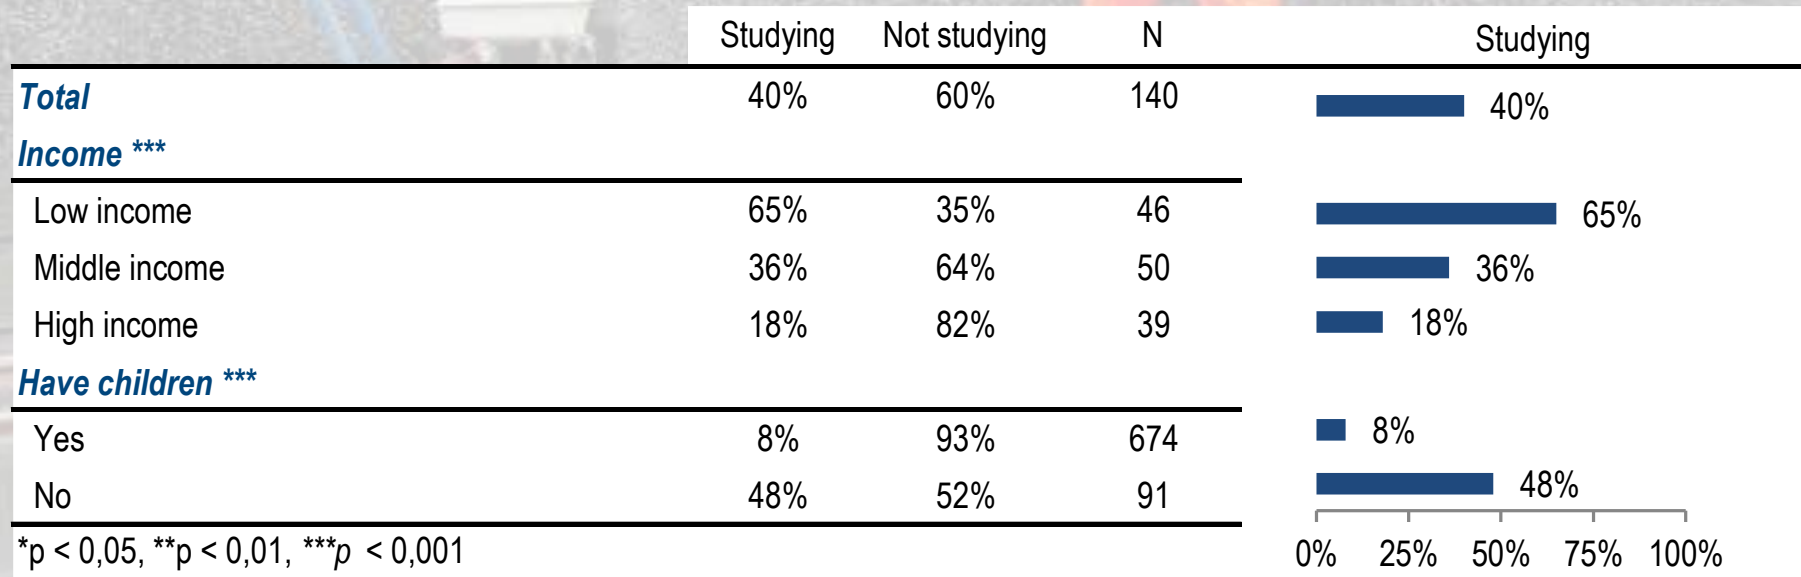 Studying Not studying N Studying
Total 40% 60% 140 40%
Income ***
Low income 65% 35% 46 65%
Middle income 36% 64% 50 36%
High income 18% 82% 39 18%
Have children ***
Yes 8% 93% 674 8%
No 48% 52% 91 48%
*p < 0,05, **p < 0,01, ***p < 0,001
0% 25% 50% 75% 100%